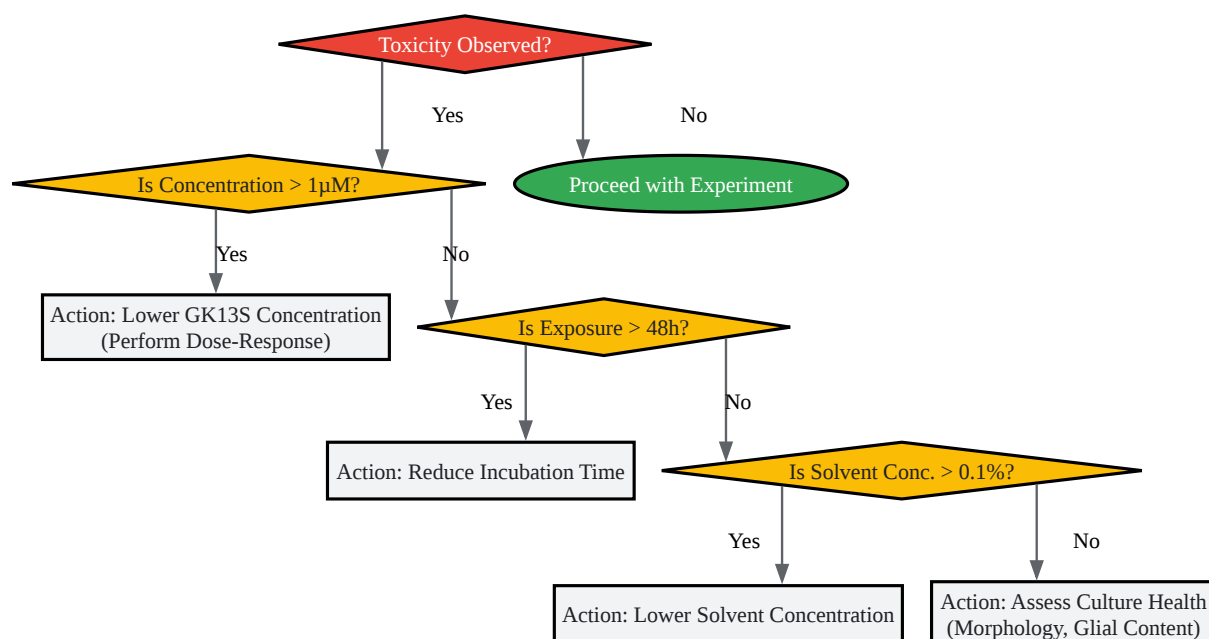 Toxicity Observed?
Yes
No
Is Concentration > 1µM?
Proceed with Experiment
Yes
No
Action: Lower GK13S Concentration
(Perform Dose-Response)
Is Exposure > 48h?
Yes
No
Action: Reduce Incubation Time
Is Solvent Conc. > 0.1%?
Yes
No
Action: Lower Solvent Concentration
Action: Assess Culture Health
(Morphology, Glial Content)